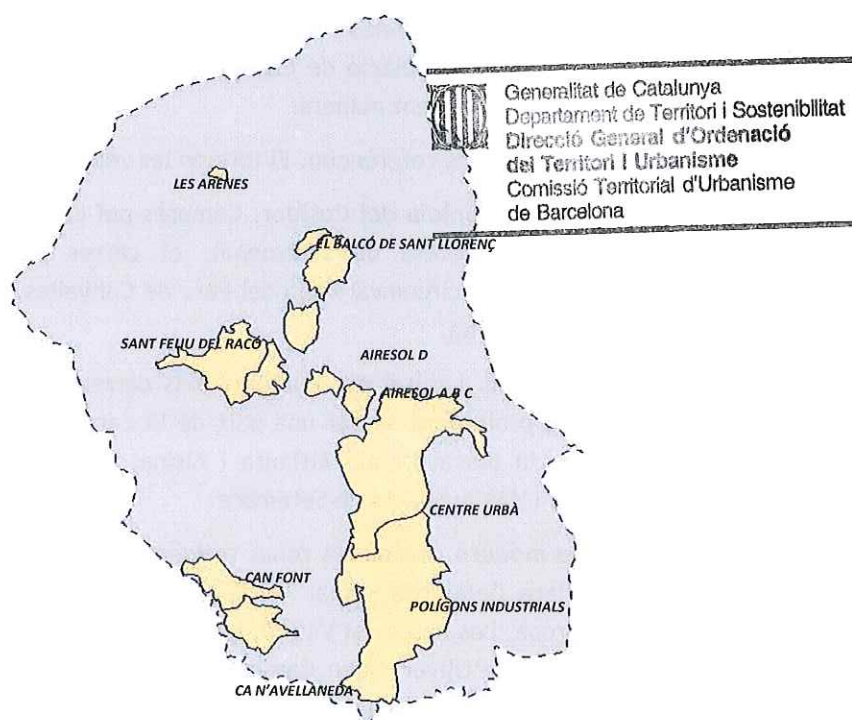 Generalitat de Catalunya
Departament de Territori i Sostenibilitat
Direcció General d'Ordenació
del Territori I Urbanisme
Comissió Territorial d'Urbanisme
de Barcelona
LES ARENES
EL BALCÓ DE SANT LLORENÇ
SANT FELIU DEL RACÓ
AIRESOL D
AIRESOL A B C
CENTRE URBÀ
CAN FONT
POLÍGONS INDUSTRIALS
CA N'AVELLANEDA